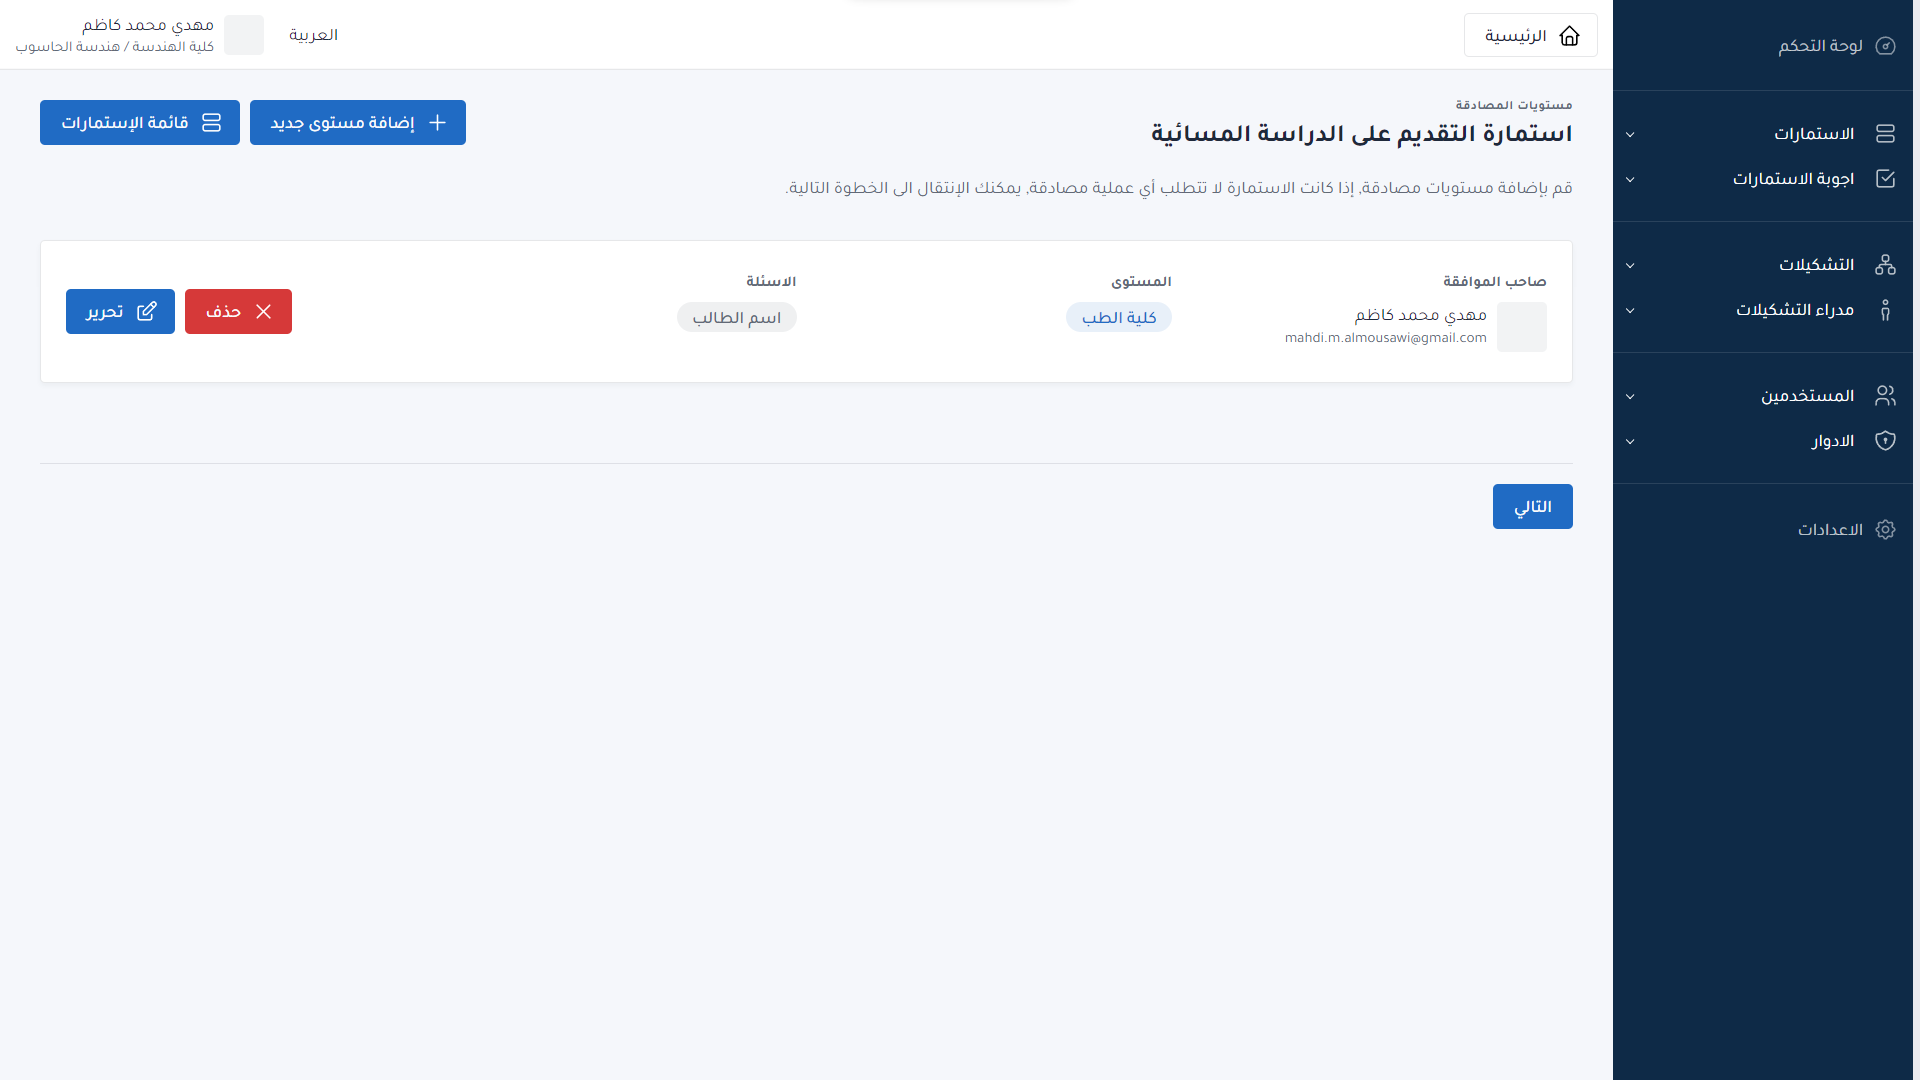 لوحة التحكم
الاستمارات
اجوبة الاستمارات
التشكيلات
مدراء التشكيلات
المستخدمين
الادوار
الاعدادات
الرئيسية
العربية
مهدي محمد كاظم
كلية الهندسة / هندسة الحاسوب
مستويات المصادقة
استمارة التقديم على الدراسة المسائية
إضافة مستوى جديد
قائمة الإستمارات
قم بإضافة مستويات مصادقة, إذا كانت الاستمارة لا تتطلب أي عملية مصادقة, يمكنك الإنتقال الى الخطوة التالية.
صاحب الموافقة
مهدي محمد كاظم
mahdi.m.almousawi@gmail.com
المستوى
كلية الطب
الاسئلة
اسم الطالب
حذف
تحرير
التالي